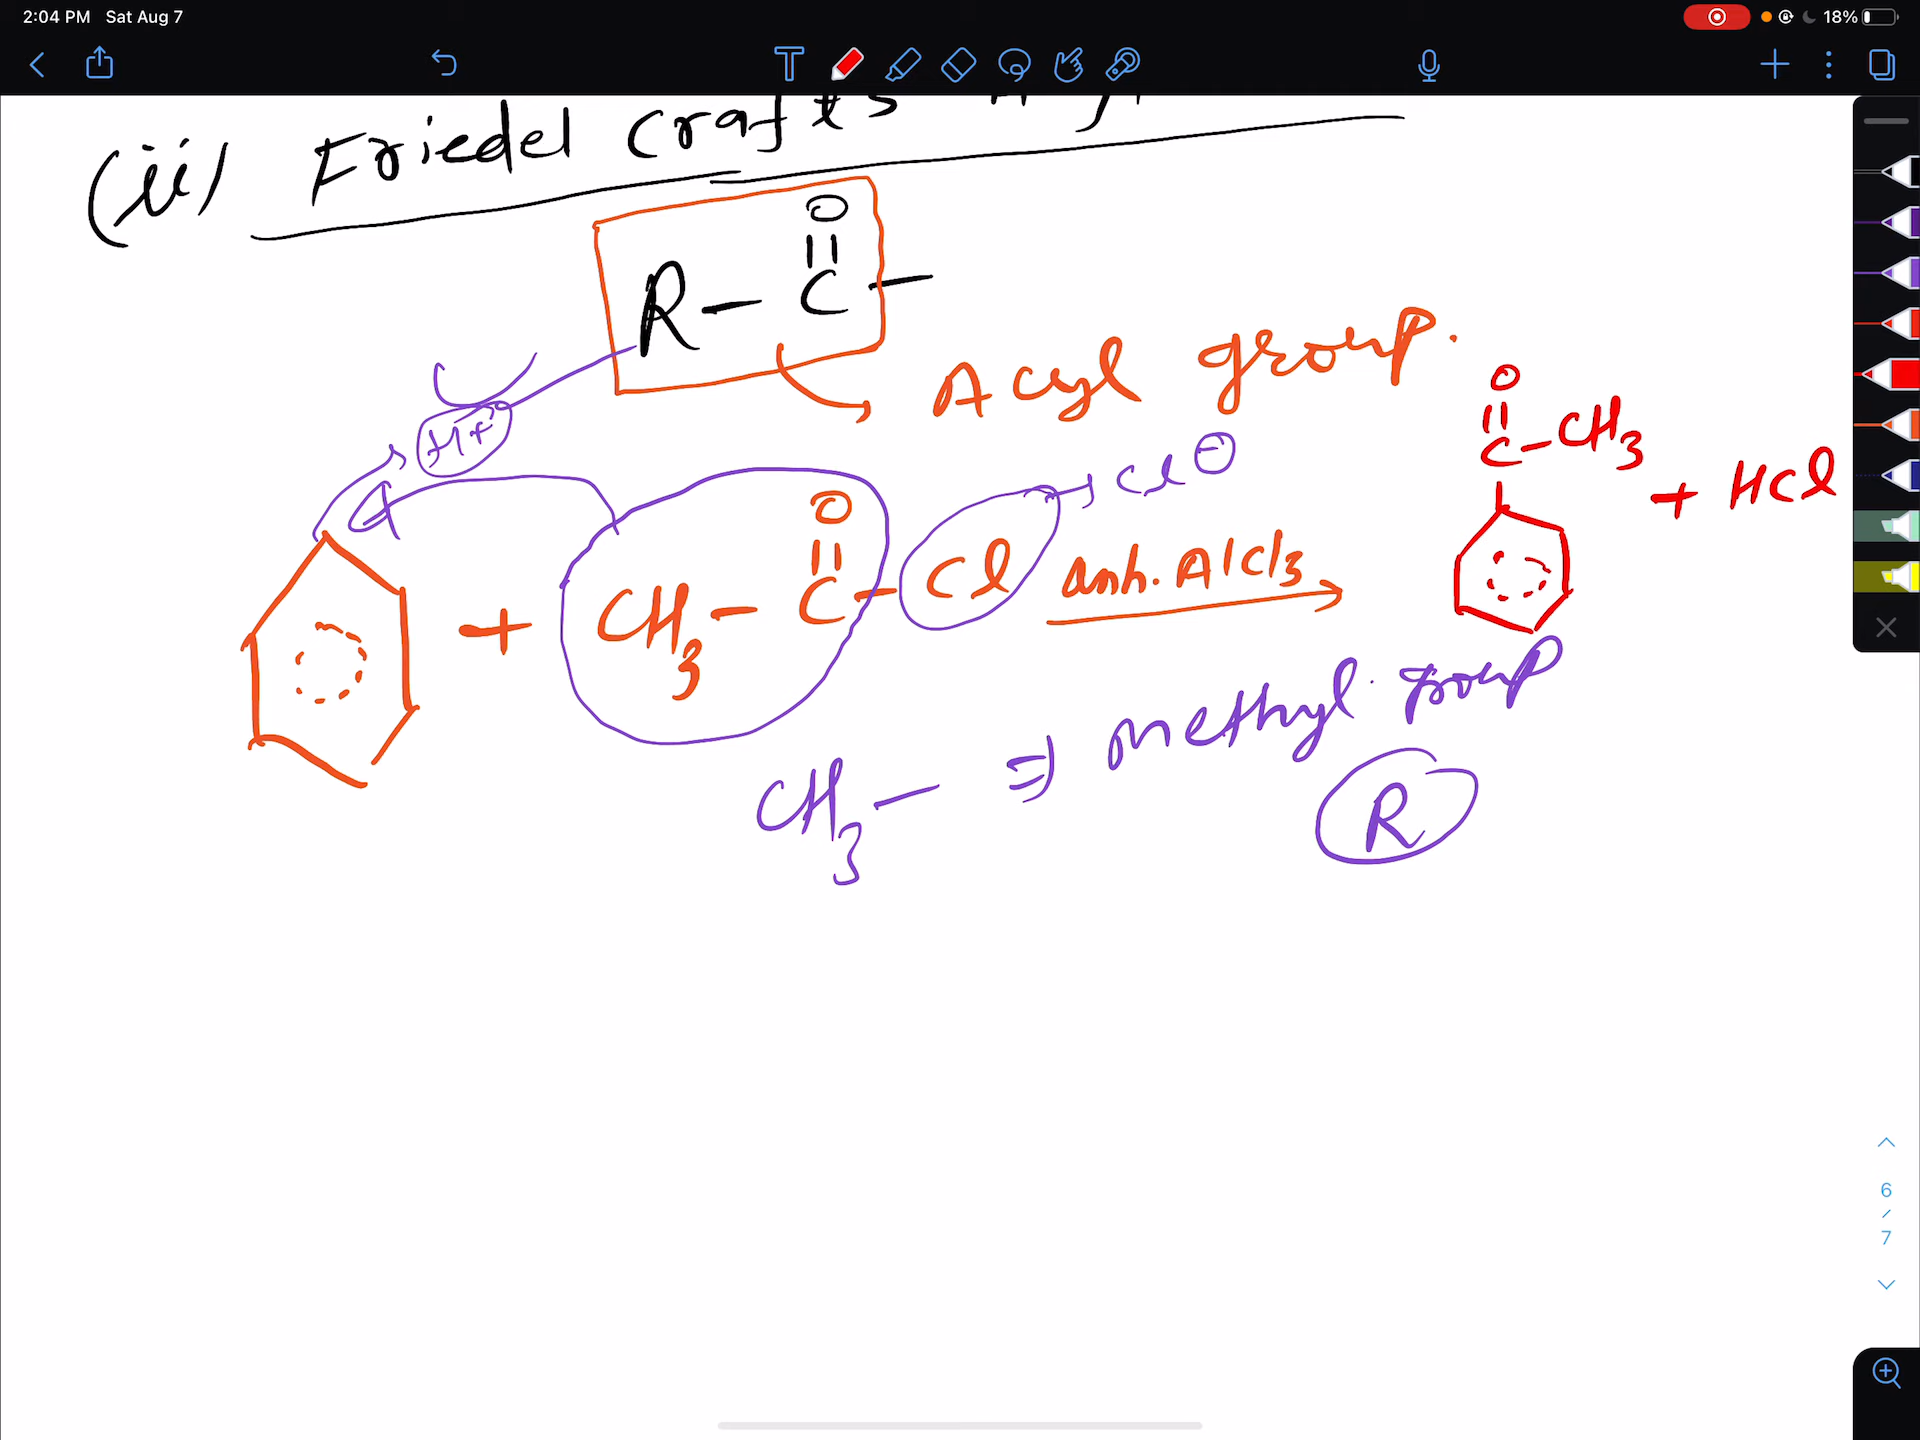 2:04 PM Sat Aug 7
18%
(ii) Friedel Crafts
O
||
R — C —
Acyl group.
H+
Cl ⊖
O
||
C — CH3
+ HCl
O
||
+ CH3 — C — Cl anh. AlCl3
CH3 — ⇒ Methyl group
R
6
/
7